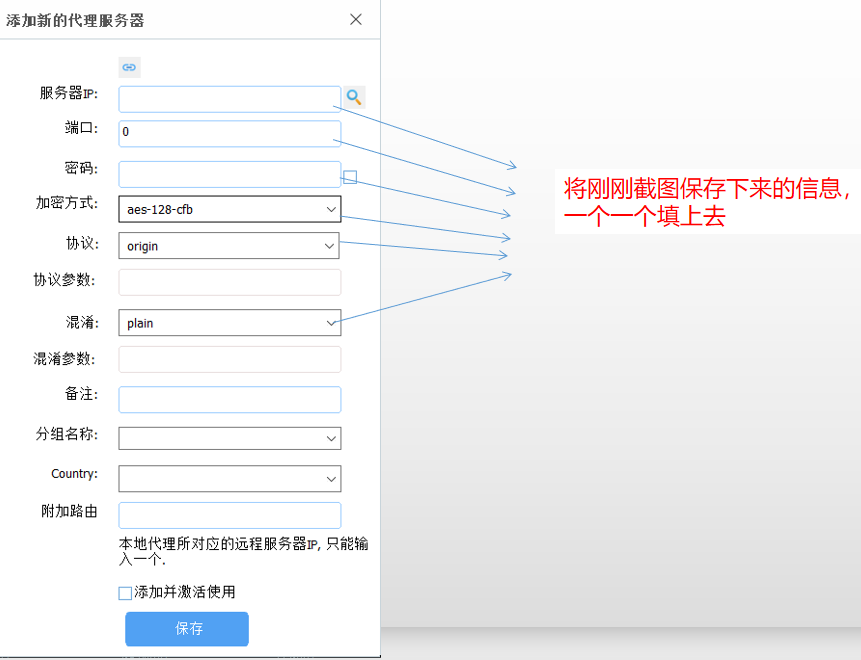 添加新的代理服务器
服务器IP:
端口:
0
密码:
加密方式:
aes-128-cfb
协议:
origin
协议参数:
混淆:
plain
混淆参数:
备注:
分组名称:
Country:
附加路由
本地代理所对应的远程服务器IP, 只能输
入一个.
添加并激活使用
保存
将刚刚截图保存下来的信息，
一个一个填上去